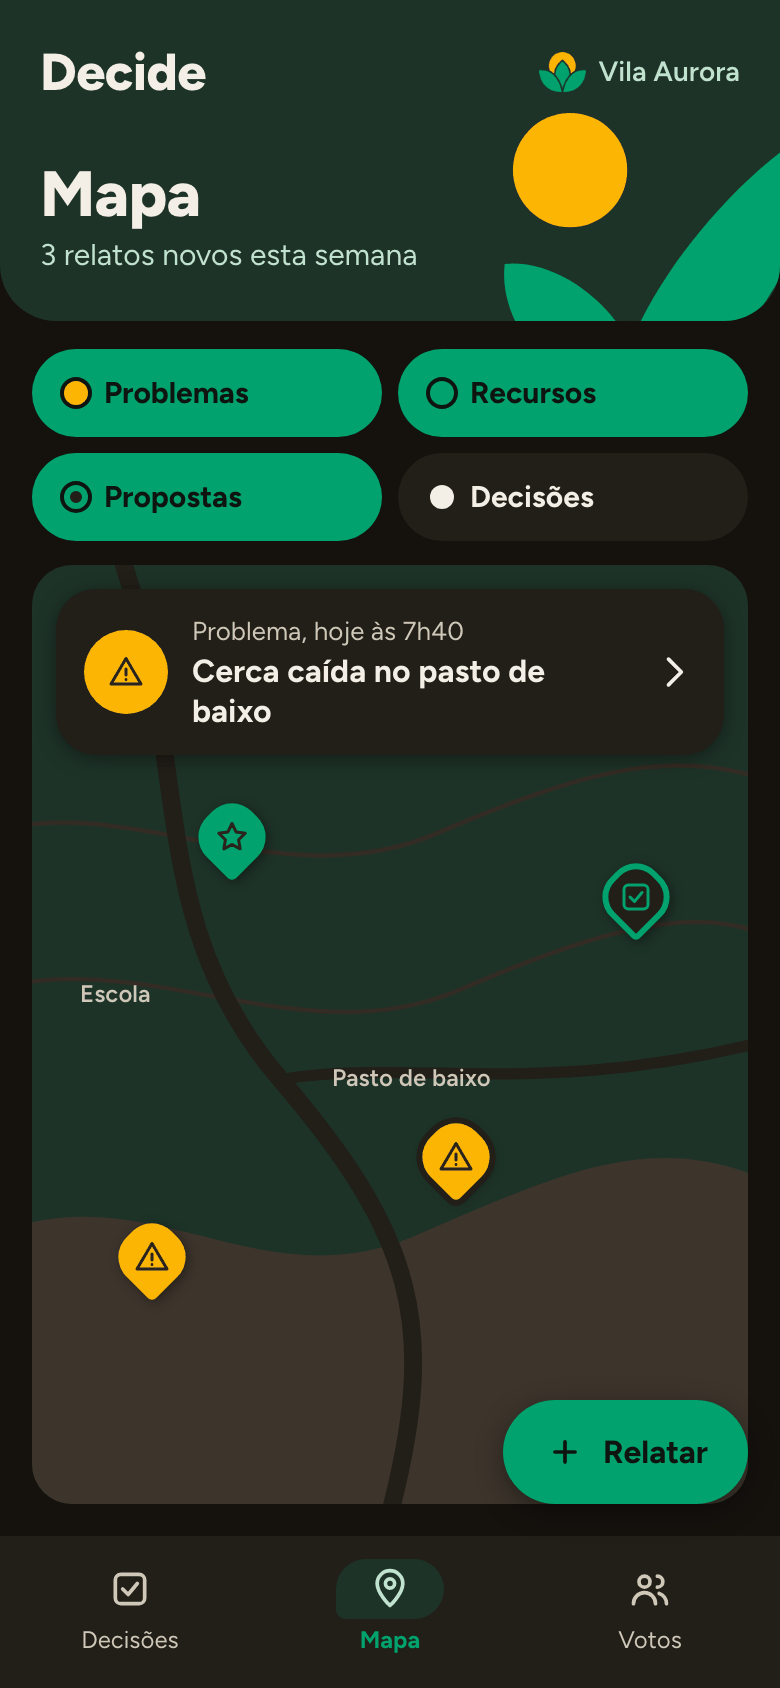 Decide
Vila Aurora
Mapa
3 relatos novos esta semana
Problemas
Recursos
Propostas
Decisões
Problema, hoje às 7h40
Cerca caída no pasto de
baixo
Escola
Pasto de baixo
Relatar
Decisões
Mapa
Votos